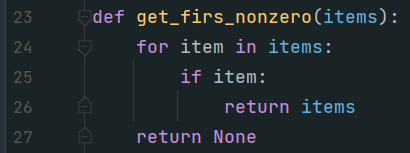 23 def get_firs_nonzero(items):
24 for item in items:
25 if item:
26 return items
27 return None